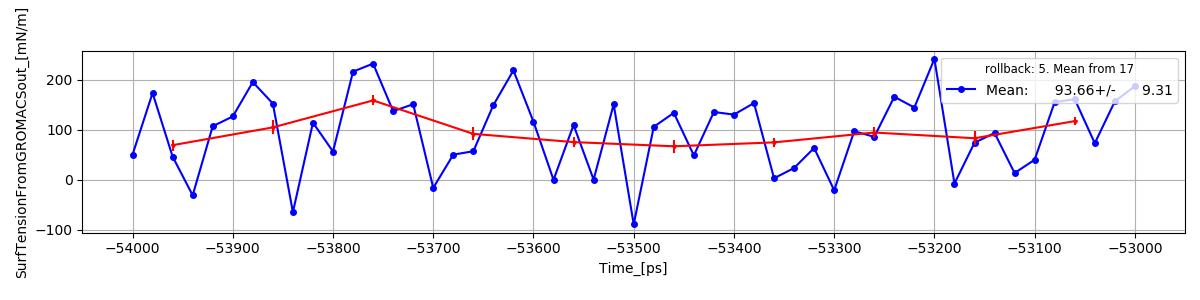 SurfTensionFromGROMACSout_[mN/m]
200
100
0
−100
rollback: 5. Mean from 17
Mean: 93.66+/- 9.31
−54000 −53900 −53800 −53700 −53600 −53500 −53400 −53300 −53200 −53100 −53000
Time_[ps]